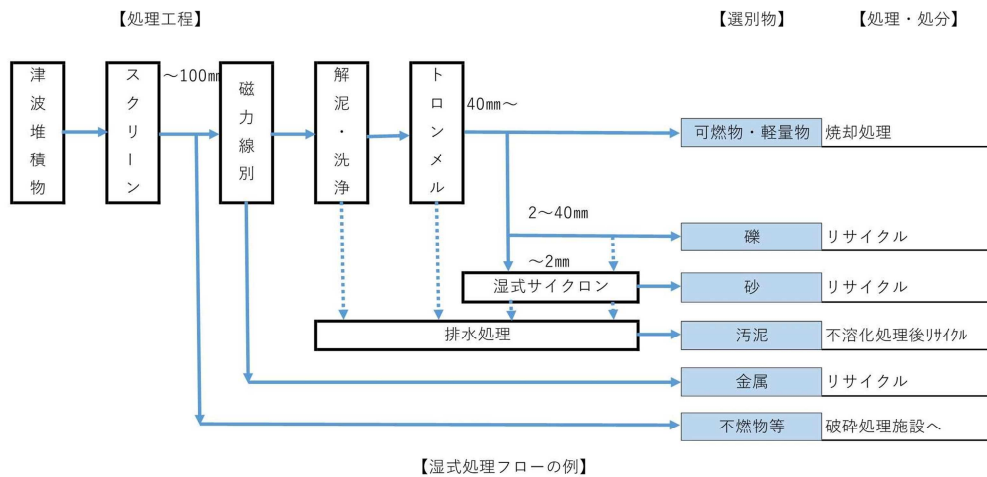 【処理工程】
【選別物】
【処理・処分】
津波堆積物
スクリーン
～100㎜
磁力線別
解泥・洗浄
トロンメル
40㎜～
可燃物・軽量物
焼却処理
2～40㎜
礫
リサイクル
～2㎜
湿式サイクロン
砂
リサイクル
排水処理
汚泥
不溶化処理後ﾘｻｲｸﾙ
金属
リサイクル
不燃物等
破砕処理施設へ
【湿式処理フローの例】